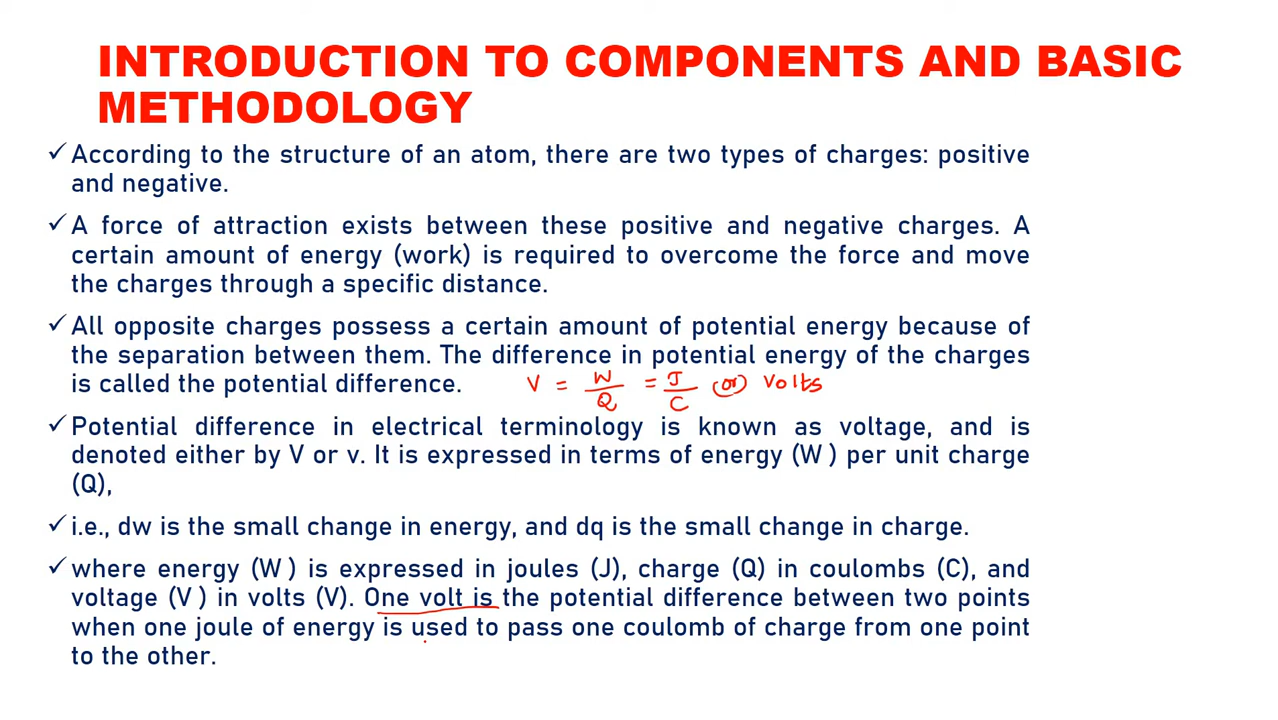 INTRODUCTION TO COMPONENTS AND BASIC
METHODOLOGY
✓ According to the structure of an atom, there are two types of charges: positive
and negative.
✓ A force of attraction exists between these positive and negative charges. A
certain amount of energy (work) is required to overcome the force and move
the charges through a specific distance.
✓ All opposite charges possess a certain amount of potential energy because of
the separation between them. The difference in potential energy of the charges
is called the potential difference. V = W/Q = J/C (or) Volts
✓ Potential difference in electrical terminology is known as voltage, and is
denoted either by V or v. It is expressed in terms of energy (W ) per unit charge
(Q),
✓ i.e., dw is the small change in energy, and dq is the small change in charge.
✓ where energy (W ) is expressed in joules (J), charge (Q) in coulombs (C), and
voltage (V ) in volts (V). One volt is the potential difference between two points
when one joule of energy is used to pass one coulomb of charge from one point
to the other.